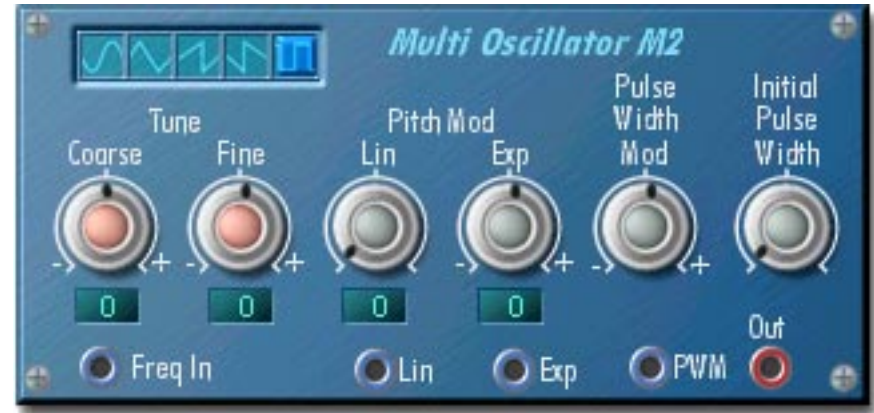 Multi Oscillator M2
Tune
Coarse
Fine
Pitch Mod
Lin
Exp
Pulse
Width
Mod
Initial
Pulse
Width
- + - + - + - +
0 0 0 0
Freq In
Lin
Exp
PWM
Out